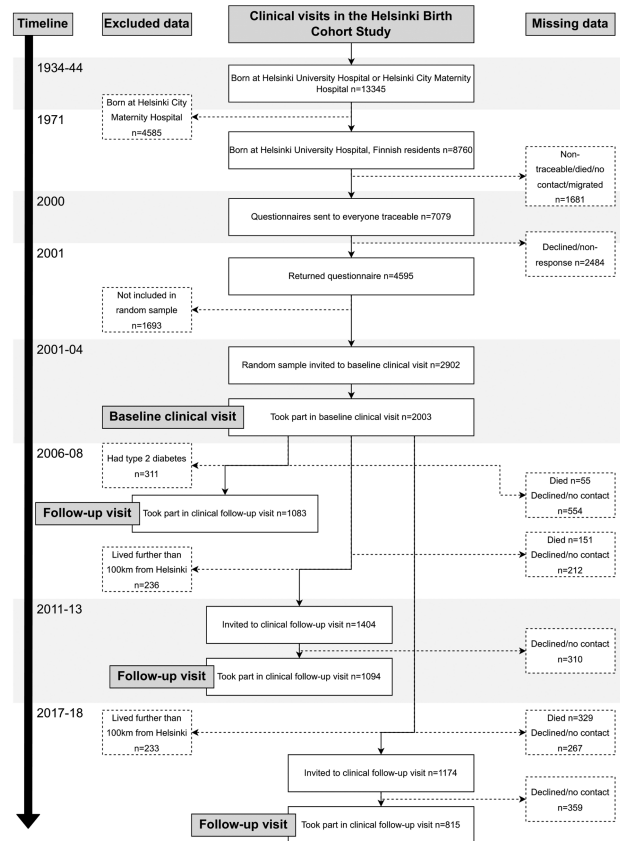 Timeline
Excluded data
Clinical visits in the Helsinki Birth
Cohort Study
Missing data
1934-44
Born at Helsinki University Hospital or Helsinki City Maternity
Hospital n=13345
Born at Helsinki City
Maternity Hospital
n=4585
1971
Born at Helsinki University Hospital, Finnish residents n=8760
Non-
traceable/died/no
contact/migrated
n=1681
2000
Questionnaires sent to everyone traceable n=7079
Declined/non-
response n=2484
2001
Returned questionnaire n=4595
Not included in
random sample
n=1693
2001-04
Random sample invited to baseline clinical visit n=2902
Baseline clinical visit
Took part in baseline clinical visit n=2003
2006-08
Had type 2 diabetes
n=311
Died n=55
Declined/no contact
n=554
Follow-up visit
Took part in clinical follow-up visit n=1083
Lived further than
100km from Helsinki
n=236
Died n=151
Declined/no contact
n=212
2011-13
Invited to clinical follow-up visit n=1404
Declined/no contact
n=310
Follow-up visit
Took part in clinical follow-up visit n=1094
2017-18
Lived further than
100km from Helsinki
n=233
Died n=329
Declined/no contact
n=267
Invited to clinical follow-up visit n=1174
Declined/no contact
n=359
Follow-up visit
Took part in clinical follow-up visit n=815